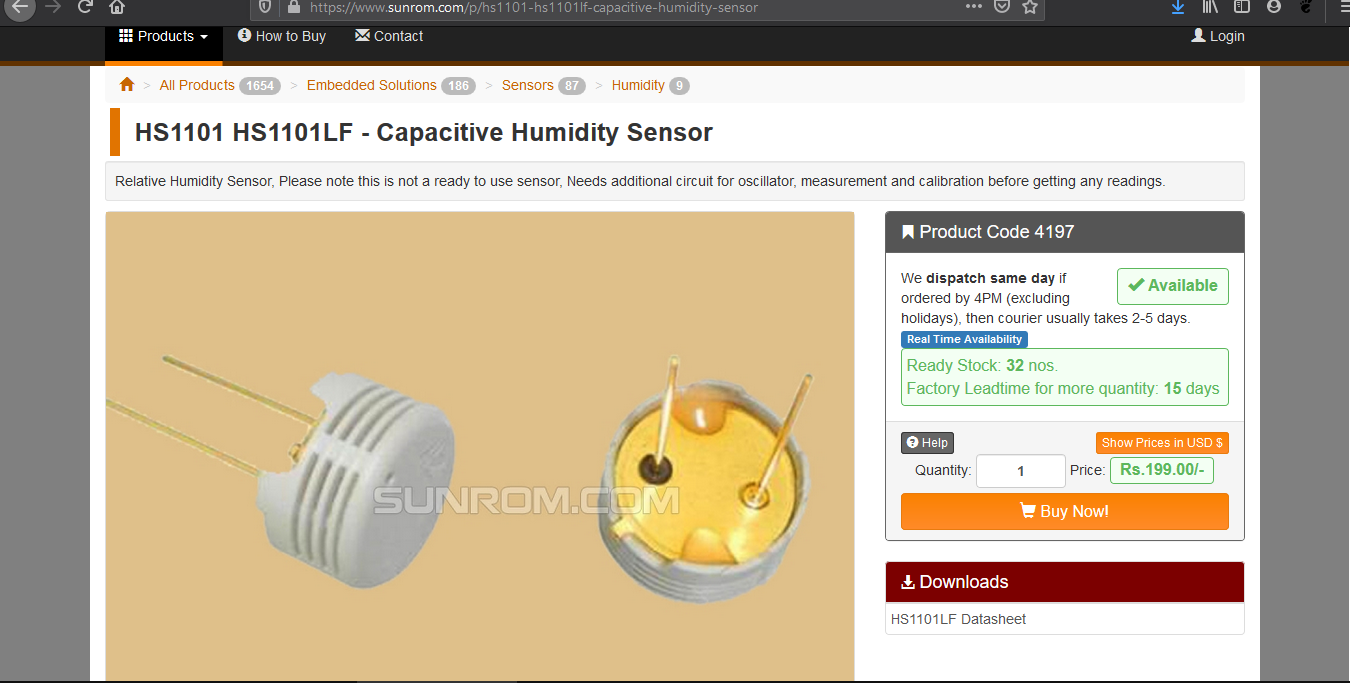 https://www.sunrom.com/p/hs1101-hs1101lf-capacitive-humidity-sensor
Products
How to Buy
Contact
Login
> All Products 1654 > Embedded Solutions 186 > Sensors 87 > Humidity 9
HS1101 HS1101LF - Capacitive Humidity Sensor
Relative Humidity Sensor, Please note this is not a ready to use sensor, Needs additional circuit for oscillator, measurement and calibration before getting any readings.
SUNROM.COM
Product Code 4197
We dispatch same day if
ordered by 4PM (excluding
holidays), then courier usually takes 2-5 days.
Available
Real Time Availability
Ready Stock: 32 nos.
Factory Leadtime for more quantity: 15 days
Help
Show Prices in USD $
Quantity: 1 Price: Rs.199.00/-
Buy Now!
Downloads
HS1101LF Datasheet